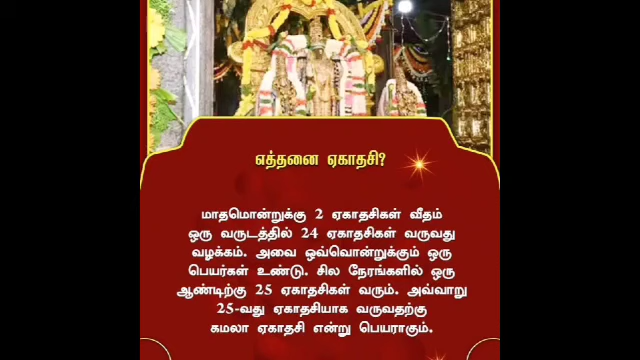 எத்தனை ஏகாதசி?
மாதமொன்றுக்கு 2 ஏகாதசிகள் வீதம்
ஒரு வருடத்தில் 24 ஏகாதசிகள் வருவது
வழக்கம். அவை ஒவ்வொன்றுக்கும் ஒரு
பெயர்கள் உண்டு. சில நேரங்களில் ஒரு
ஆண்டிற்கு 25 ஏகாதசிகள் வரும். அவ்வாறு
25-வது ஏகாதசியாக வருவதற்கு
கமலா ஏகாதசி என்று பெயராகும்.